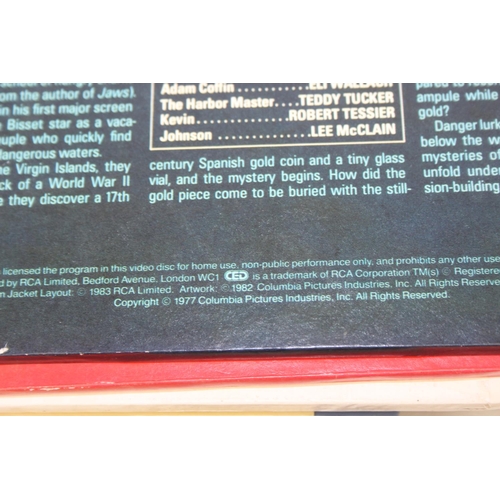 Adam Coffin..........ELI WALLACH
The Harbor Master....TEDDY TUCKER
Kevin...............ROBERT TESSIER
Johnson...............LEE McCLAIN
om the author of Jaws).
in his first major screen
Bisset star as a vaca-
ouple who quickly find
dangerous waters.
Virgin Islands, they
ck of a World War II
e they discover a 17th
century Spanish gold coin and a tiny glass
vial, and the mystery begins. How did the
gold piece come to be buried with the still-
ampule while
gold?
Danger lurk
below the w
mysteries of
unfold unde
sion-building
licensed the program in this video disc for home use, non-public performance only, and prohibits any other use
d by RCA Limited, Bedford Avenue, London WC1 CED is a trademark of RCA Corporation TM(s) ® Registere
Jacket Layout: © 1983 RCA Limited. Artwork: © 1982 Columbia Pictures Industries, Inc. All Rights Reserved.
Copyright © 1977 Columbia Pictures Industries, Inc. All Rights Reserved.